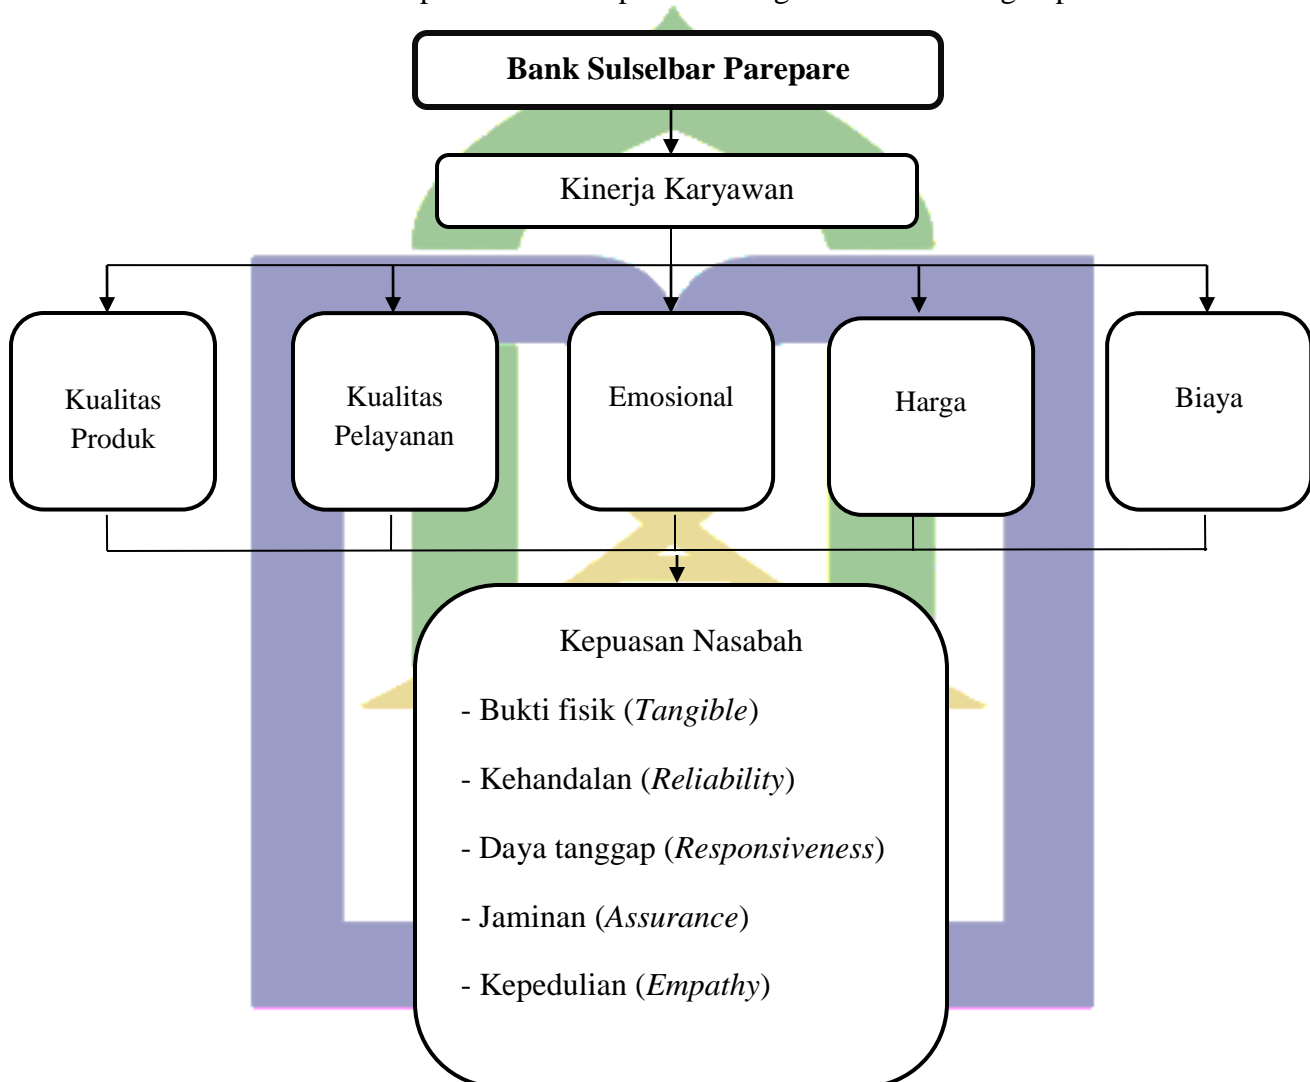 Bank Sulselbar Parepare
Kinerja Karyawan
Kualitas
Produk
Kualitas
Pelayanan
Emosional
Harga
Biaya
Kepuasan Nasabah
- Bukti fisik (Tangible)
- Kehandalan (Reliability)
- Daya tanggap (Responsiveness)
- Jaminan (Assurance)
- Kepedulian (Empathy)